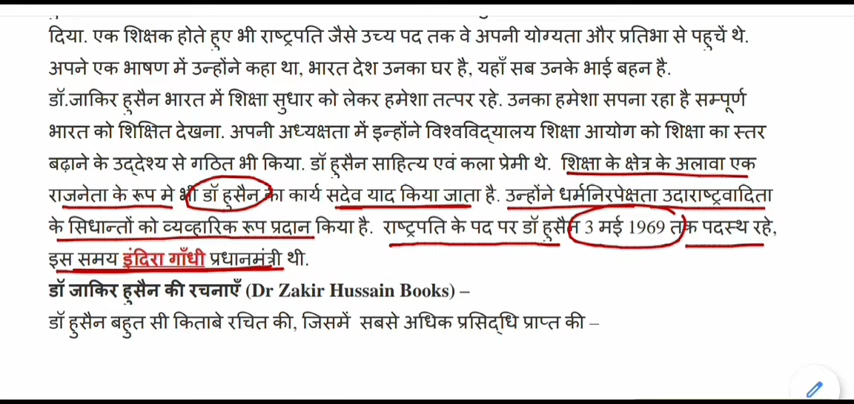 दिया. एक शिक्षक होते हुए भी राष्ट्रपति जैसे उच्य पद तक वे अपनी योग्यता और प्रतिभा से पहुचें थे.
अपने एक भाषण में उन्होंने कहा था, भारत देश उनका घर है, यहाँ सब उनके भाई बहन है.
डॉ.जाकिर हुसैन भारत में शिक्षा सुधार को लेकर हमेशा तत्पर रहे. उनका हमेशा सपना रहा है सम्पूर्ण
भारत को शिक्षित देखना. अपनी अध्यक्षता में इन्होंने विश्वविद्यालय शिक्षा आयोग को शिक्षा का स्तर
बढ़ाने के उद्देश्य से गठित भी किया. डॉ हुसैन साहित्य एवं कला प्रेमी थे. शिक्षा के क्षेत्र के अलावा एक
राजनेता के रूप मे भी डॉ हुसैन का कार्य सदेव याद किया जाता है. उन्होंने धर्मनिरपेक्षता उदाराष्ट्रवादिता
के सिधान्तों को व्यव्हारिक रूप प्रदान किया है. राष्ट्रपति के पद पर डॉ हुसैन 3 मई 1969 तक पदस्थ रहे,
इस समय इंदिरा गाँधी प्रधानमंत्री थी.
डॉ जाकिर हुसैन की रचनाएँ (Dr Zakir Hussain Books) –
डॉ हुसैन बहुत सी किताबे रचित की, जिसमें सबसे अधिक प्रसिद्धि प्राप्त की –